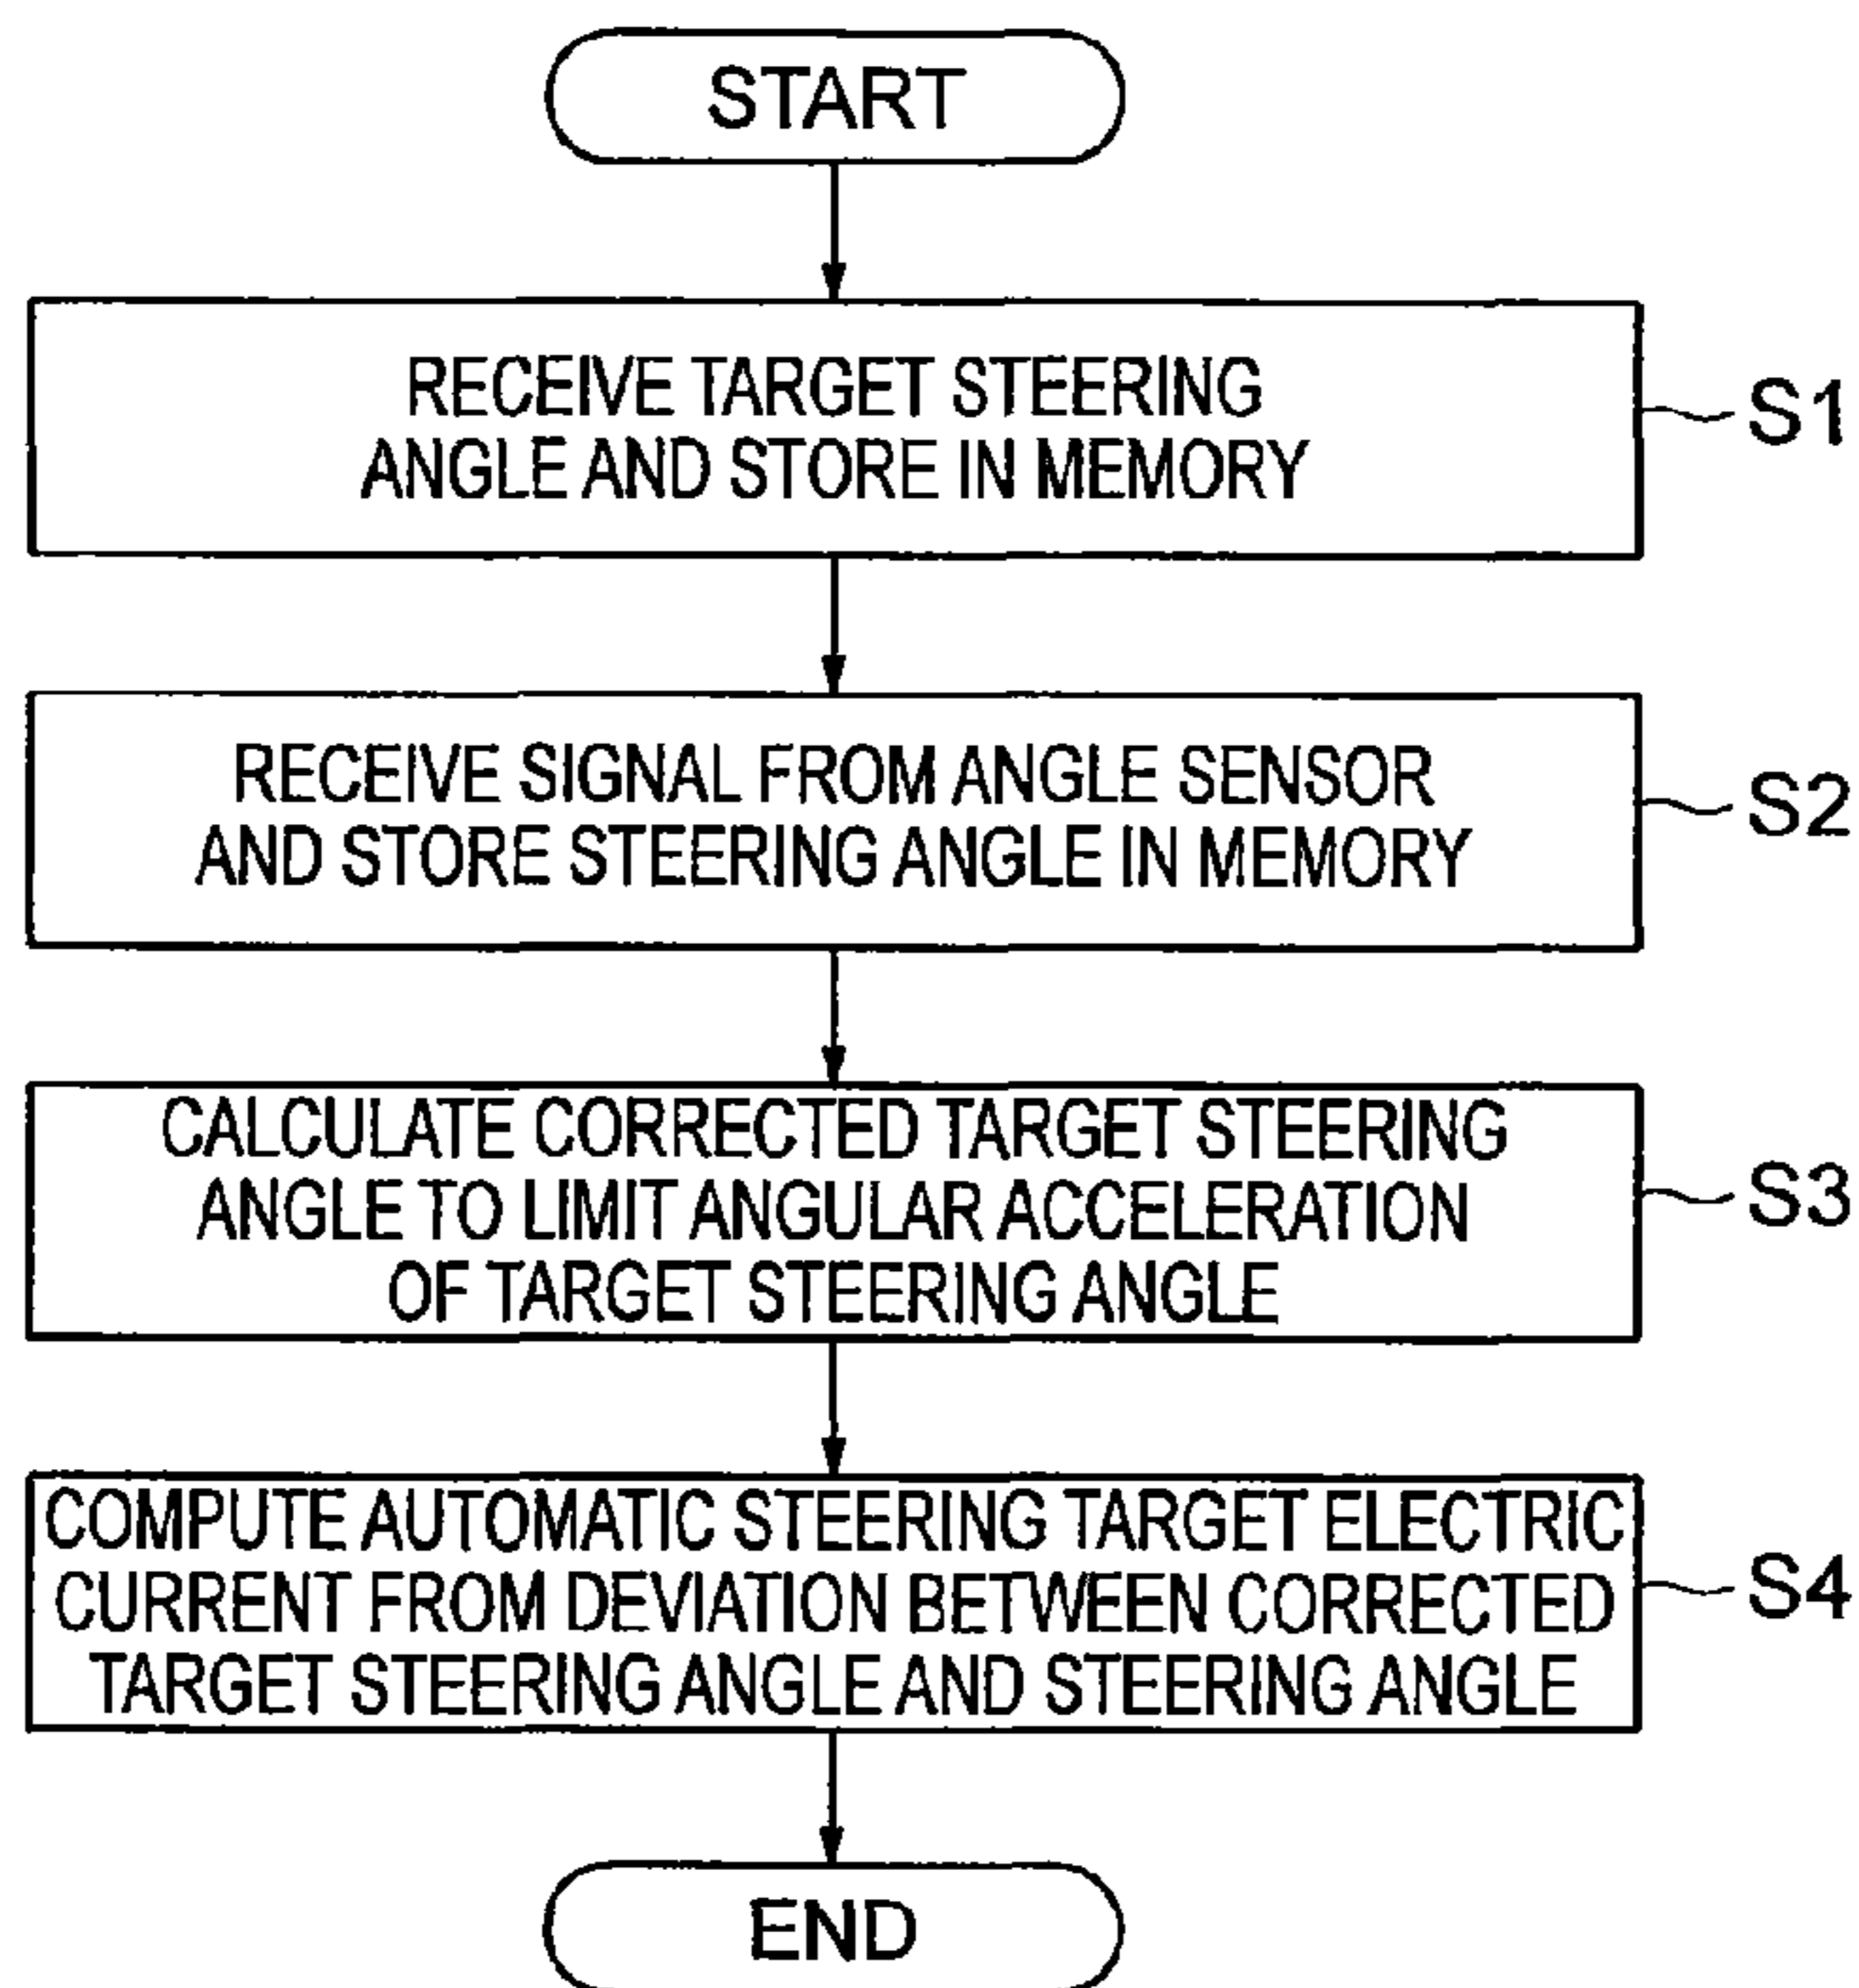 START
RECEIVE TARGET STEERING
ANGLE AND STORE IN MEMORY
S1
RECEIVE SIGNAL FROM ANGLE SENSOR
AND STORE STEERING ANGLE IN MEMORY
S2
CALCULATE CORRECTED TARGET STEERING
ANGLE TO LIMIT ANGULAR ACCELERATION
OF TARGET STEERING ANGLE
S3
COMPUTE AUTOMATIC STEERING TARGET ELECTRIC
CURRENT FROM DEVIATION BETWEEN CORRECTED
TARGET STEERING ANGLE AND STEERING ANGLE
S4
END